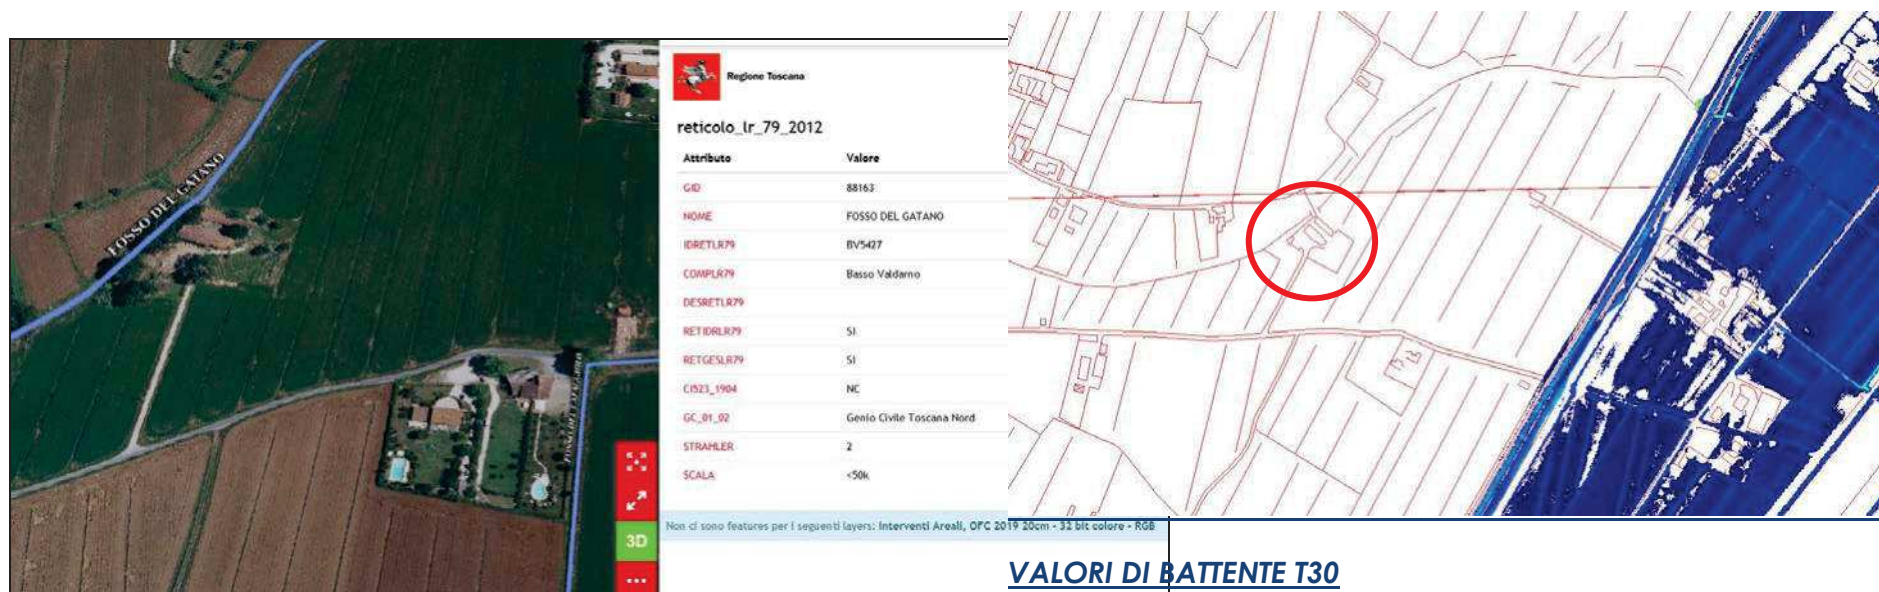 FOSSO DEL GATANO
3D
Regione Toscana
reticolo_lr_79_2012
Attributo Valore
GID 88163
NOME FOSSO DEL GATANO
IDRETLR79 BV5427
COMPLR79 Basso Valdarno
DESRETLR79
RETIDRLR79 SI
RETGESLR79 SI
CI523_1904 NC
GC_01_02 Genio Civile Toscana Nord
STRAHLER 2
SCALA <50k
Non ci sono features per i seguenti layers: Interventi Areali, OFC 2019 20cm - 32 bit colore - RGB
VALORI DI BATTENTE T30